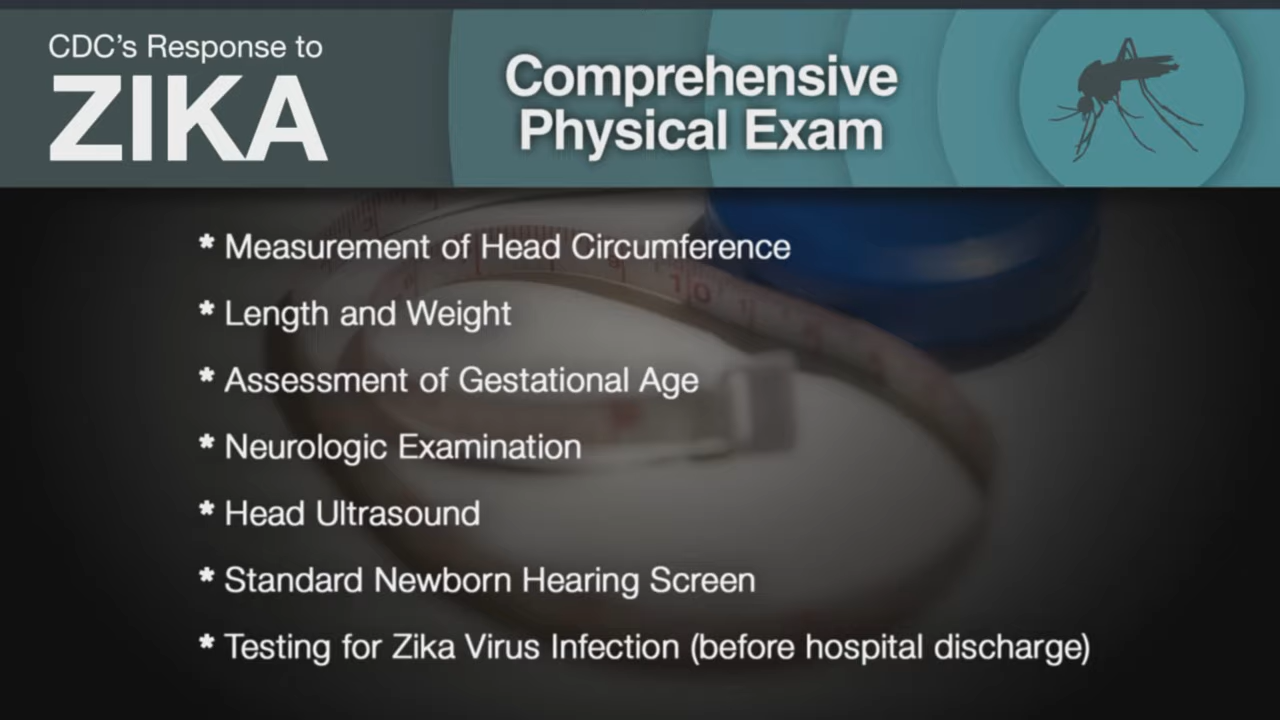 CDC's Response to
ZIKA
Comprehensive
Physical Exam
* Measurement of Head Circumference
* Length and Weight
* Assessment of Gestational Age
* Neurologic Examination
* Head Ultrasound
* Standard Newborn Hearing Screen
* Testing for Zika Virus Infection (before hospital discharge)
10